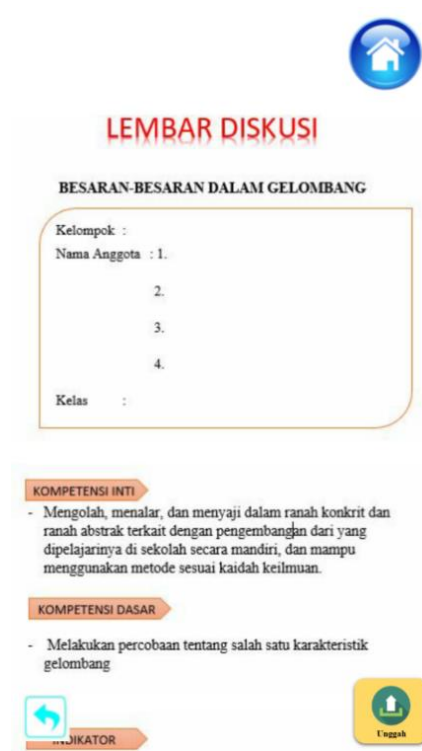 LEMBAR DISKUSI
BESARAN-BESARAN DALAM GELOMBANG
Kelompok :
Nama Anggota : 1.
2.
3.
4.
Kelas :
KOMPETENSI INTI
- Mengolah, menalar, dan menyaji dalam ranah konkrit dan
ranah abstrak terkait dengan pengembangan dari yang
dipelajarinya di sekolah secara mandiri, dan mampu
menggunakan metode sesuai kaidah keilmuan.
KOMPETENSI DASAR
- Melakukan percobaan tentang salah satu karakteristik
gelombang
INDIKATOR
Unggah